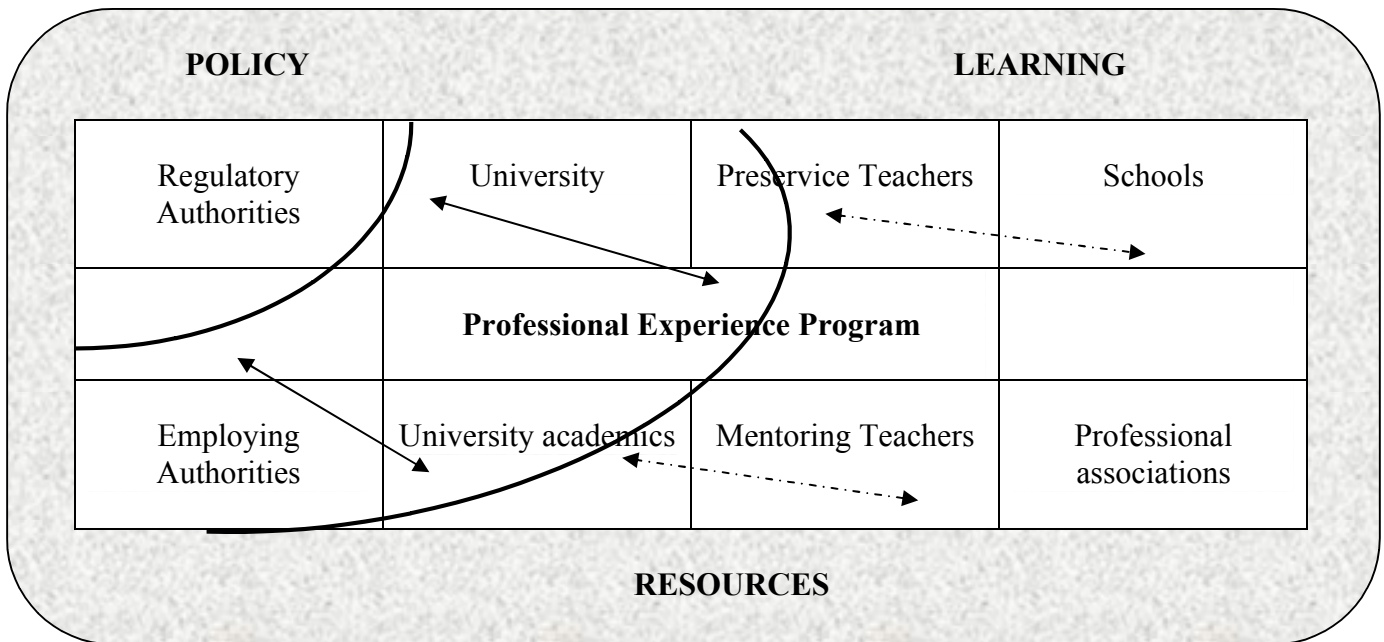 POLICY
LEARNING
Regulatory
Authorities
University
Preservice Teachers
Schools
Professional Experience Program
Employing
Authorities
University academics
Mentoring Teachers
Professional
associations
RESOURCES